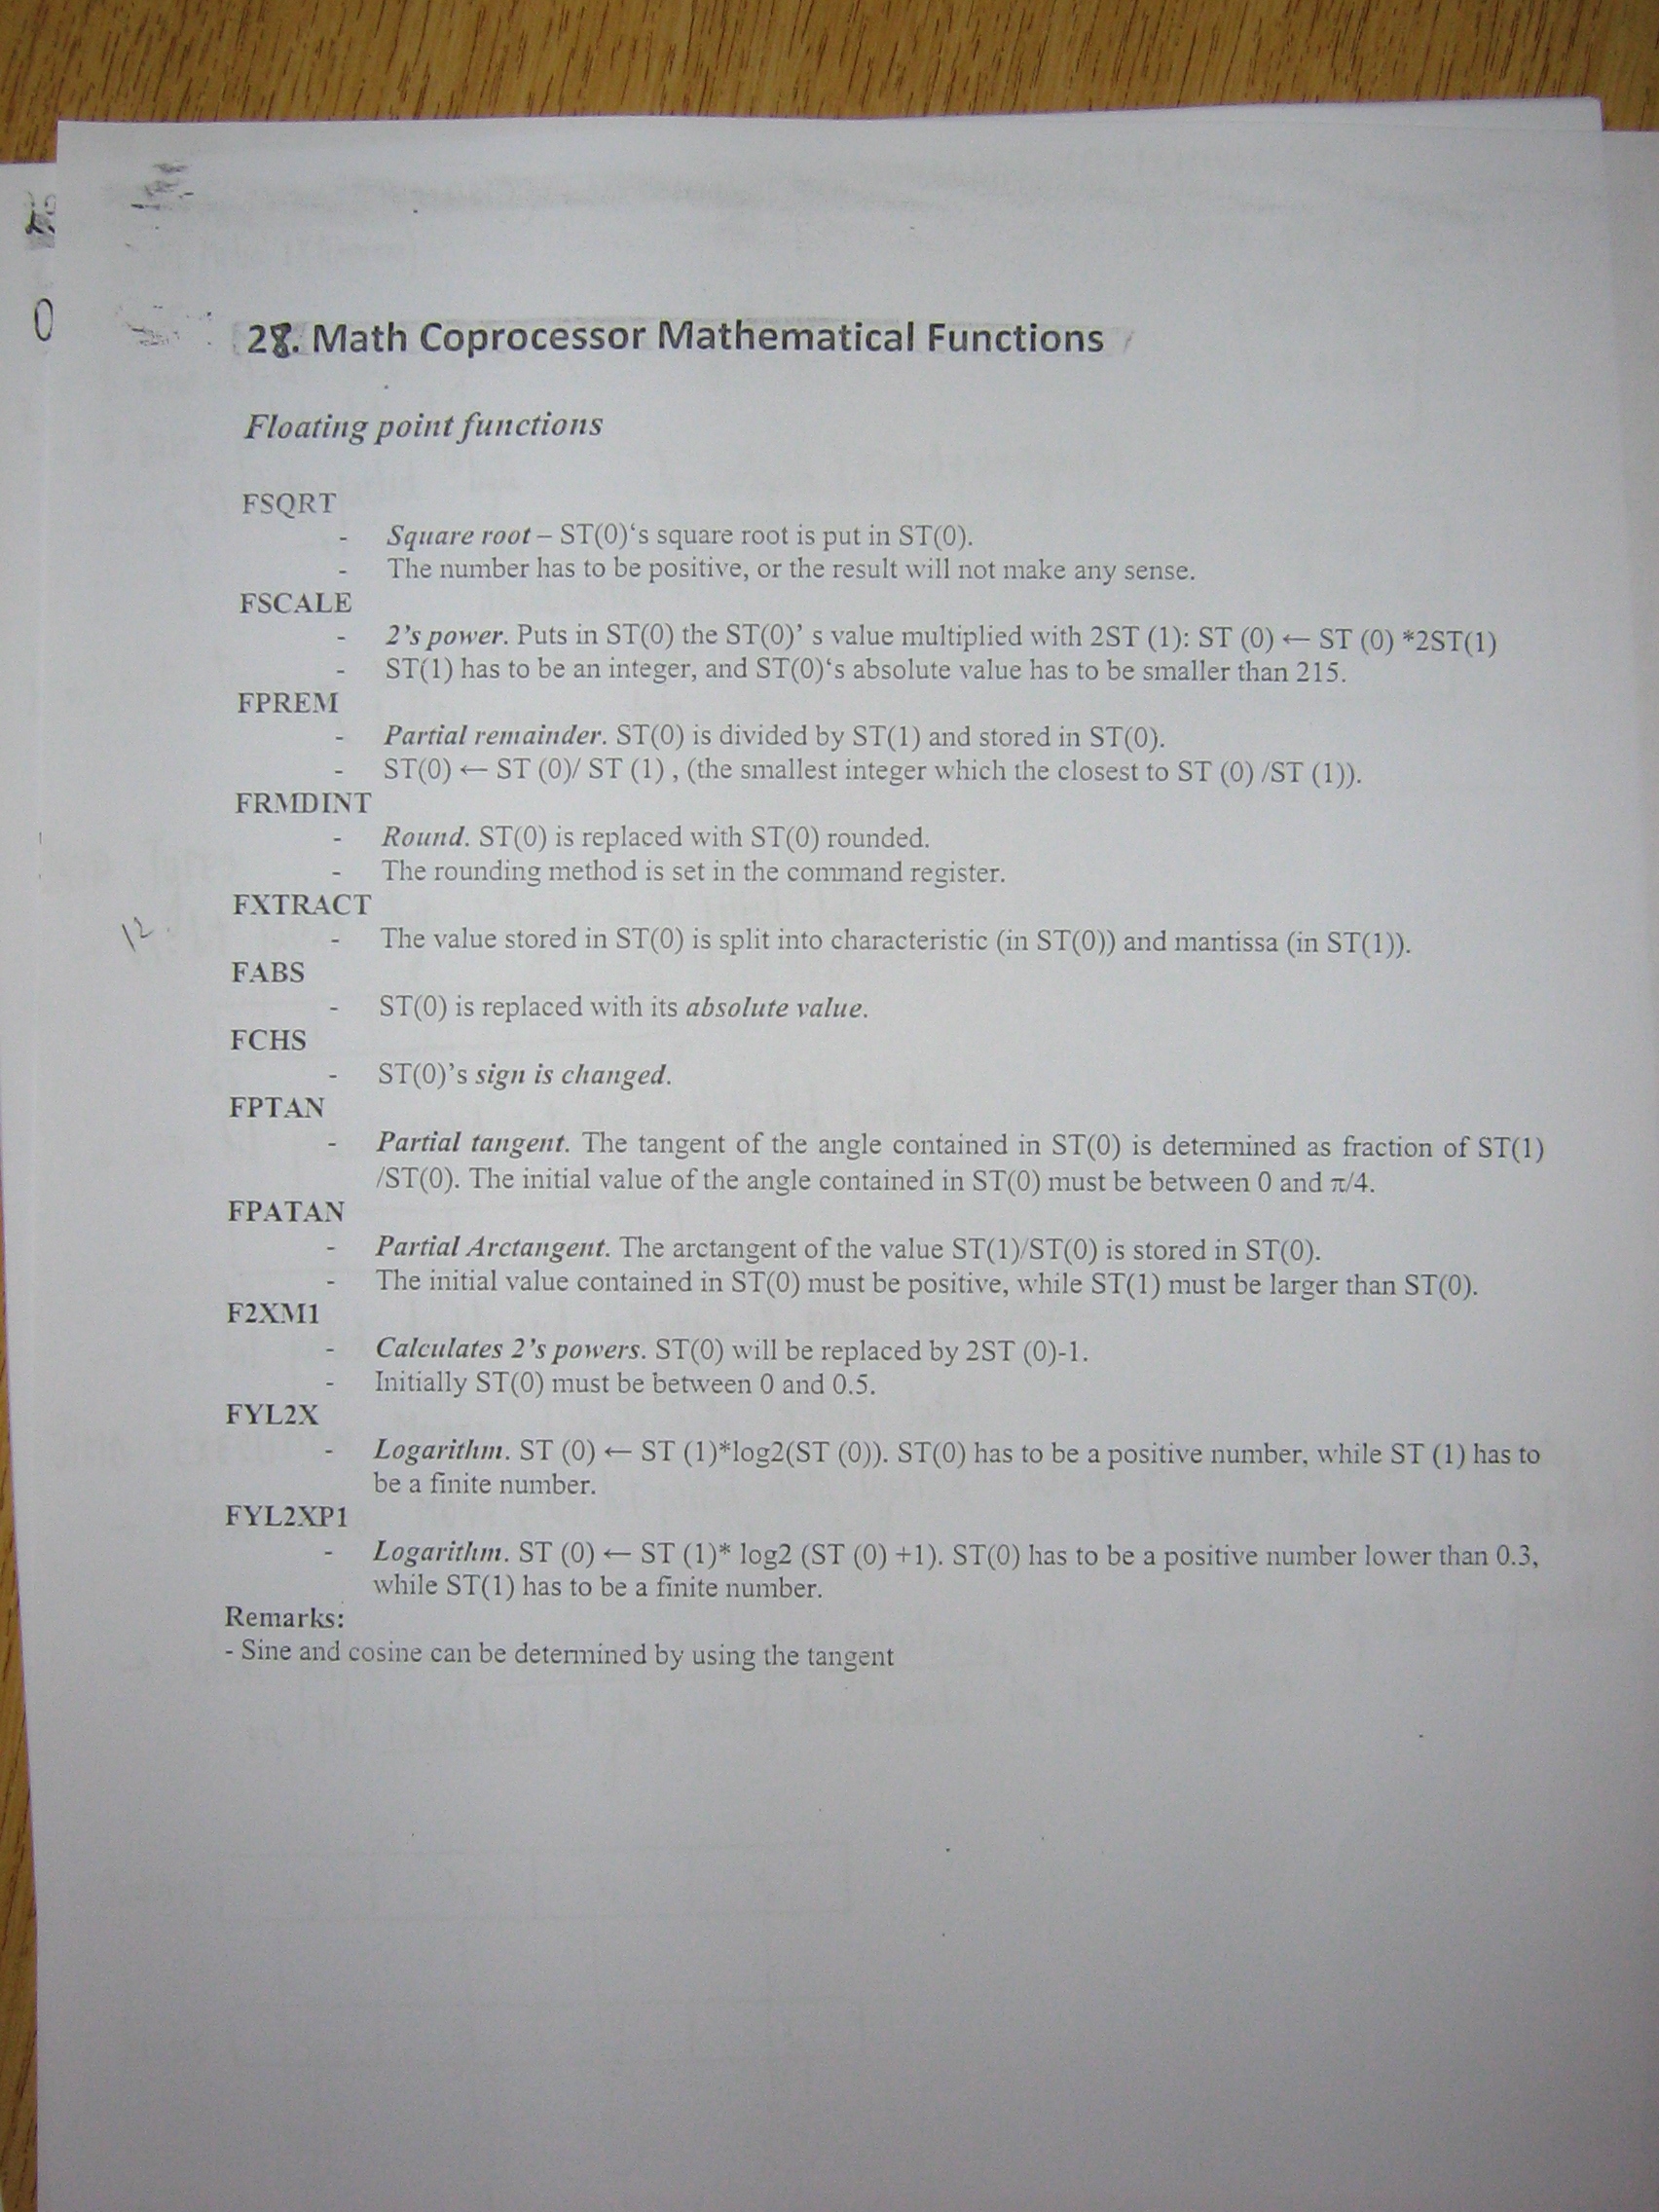 0
28. Math Coprocessor Mathematical Functions
Floating point functions
FSQRT
- Square root – ST(0)‘s square root is put in ST(0).
- The number has to be positive, or the result will not make any sense.
FSCALE
- 2’s power. Puts in ST(0) the ST(0)’ s value multiplied with 2ST (1): ST (0) ← ST (0) *2ST(1)
- ST(1) has to be an integer, and ST(0)‘s absolute value has to be smaller than 215.
FPREM
- Partial remainder. ST(0) is divided by ST(1) and stored in ST(0).
- ST(0) ← ST (0)/ ST (1) , (the smallest integer which the closest to ST (0) /ST (1)).
FRMDINT
- Round. ST(0) is replaced with ST(0) rounded.
- The rounding method is set in the command register.
FXTRACT
12.
- The value stored in ST(0) is split into characteristic (in ST(0)) and mantissa (in ST(1)).
FABS
- ST(0) is replaced with its absolute value.
FCHS
- ST(0)’s sign is changed.
FPTAN
- Partial tangent. The tangent of the angle contained in ST(0) is determined as fraction of ST(1)
/ST(0). The initial value of the angle contained in ST(0) must be between 0 and π/4.
FPATAN
- Partial Arctangent. The arctangent of the value ST(1)/ST(0) is stored in ST(0).
- The initial value contained in ST(0) must be positive, while ST(1) must be larger than ST(0).
F2XM1
- Calculates 2’s powers. ST(0) will be replaced by 2ST (0)-1.
- Initially ST(0) must be between 0 and 0.5.
FYL2X
- Logarithm. ST (0) ← ST (1)*log2(ST (0)). ST(0) has to be a positive number, while ST (1) has to
be a finite number.
FYL2XP1
- Logarithm. ST (0) ← ST (1)* log2 (ST (0) +1). ST(0) has to be a positive number lower than 0.3,
while ST(1) has to be a finite number.
Remarks:
- Sine and cosine can be determined by using the tangent